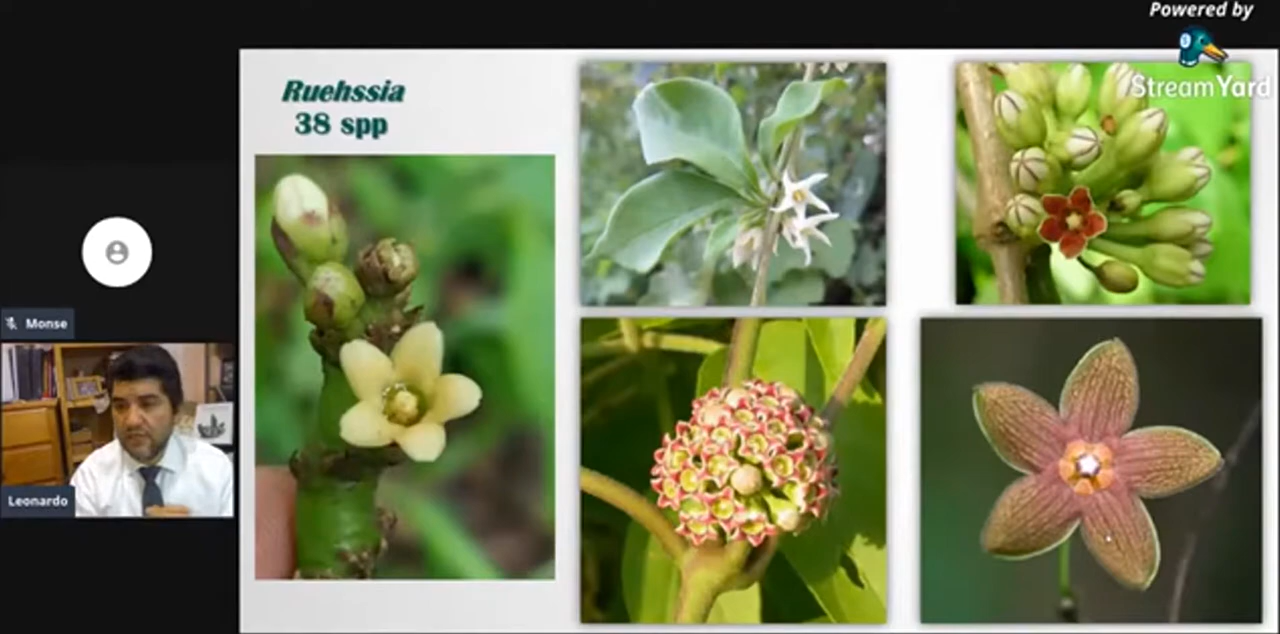 Powered by
StreamYard
Ruehssia
38 spp
Monse
Leonardo